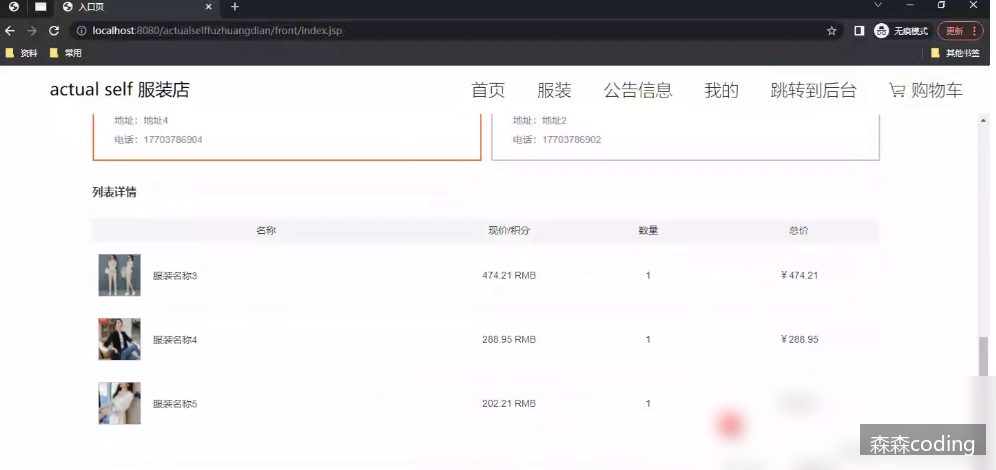 入口页
localhost:8080/actualselffuzhuangdian/front/index.jsp
无痕模式
更新
资料
常用
其他书签
actual self 服装店
首页
服装
公告信息
我的
跳转到后台
购物车
地址：地址4
地址：地址2
电话：17703786904
电话：17703786902
列表详情
名称 现价/积分 数量 总价
服装名称3 474.21 RMB 1 ￥474.21
服装名称4 288.95 RMB 1 ￥288.95
服装名称5 202.21 RMB 1
森森coding